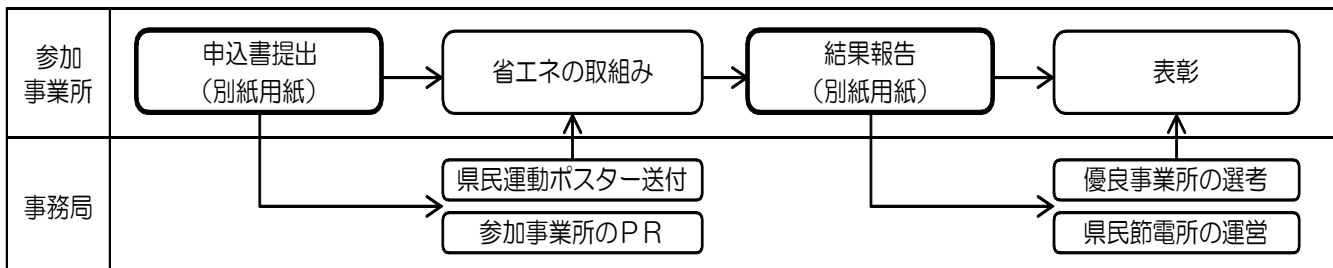 参加
事業所
申込書提出
（別紙用紙）
省エネの取組み
結果報告
（別紙用紙）
表彰
事務局
県民運動ポスター送付
参加事業所のＰＲ
優良事業所の選考
県民節電所の運営